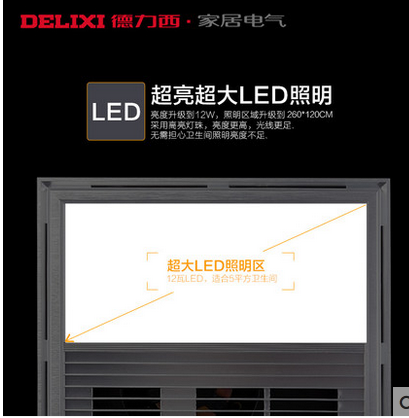 DELIXI 德力西·家居电气
LED
超亮超大LED照明
亮度升级到12W，照明区域升级到 260*120CM
采用高亮灯珠，亮度更高，光线更足.
无需担心卫生间照明亮度不足.
超大LED照明区
12瓦LED，适合5平方卫生间